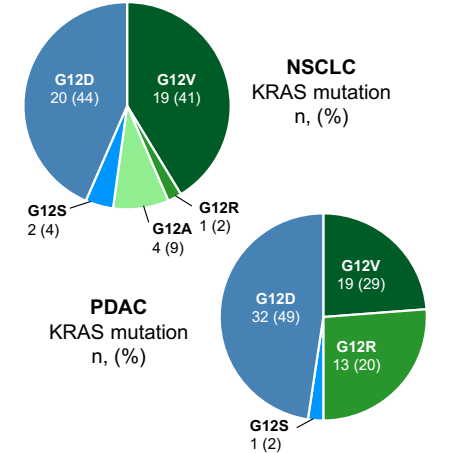 G12D
20 (44)
G12V
19 (41)
NSCLC
KRAS mutation
n, (%)
G12S
2 (4)
G12A
4 (9)
G12R
1 (2)
PDAC
KRAS mutation
n, (%)
G12D
32 (49)
G12V
19 (29)
G12R
13 (20)
G12S
1 (2)